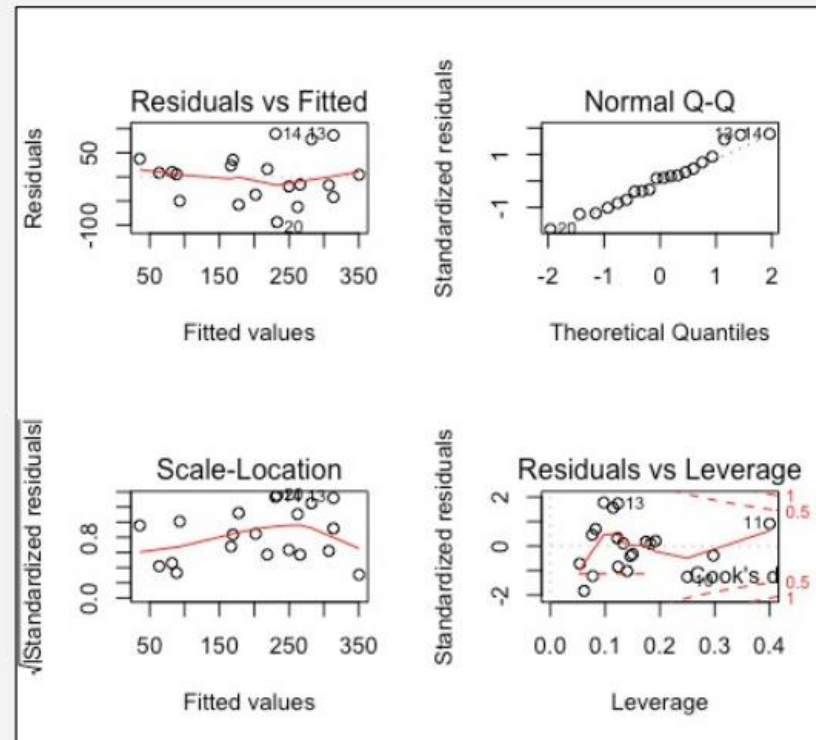 Residuals vs Fitted
Residuals
50
-100
14 13
20
50 150 250 350
Fitted values
Normal Q-Q
Standardized residuals
1
-1
13 14
20
-2 -1 0 1 2
Theoretical Quantiles
Scale-Location
√|Standardized residuals|
0.8
0.0
14 13
50 150 250 350
Fitted values
Residuals vs Leverage
Standardized residuals
2
0
-2
13
11
1
0.5
Cook's d
0.5
1
0.0 0.1 0.2 0.3 0.4
Leverage